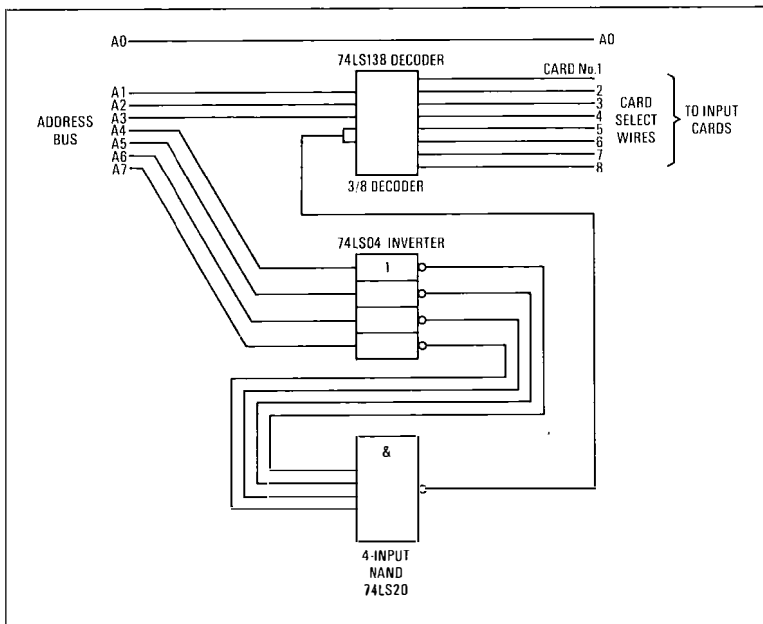 A0
A0
74LS138 DECODER
CARD No.1
A1
A2
A3
A4
A5
A6
A7
ADDRESS
BUS
2
3
4
5
6
7
8
CARD
SELECT
WIRES
TO INPUT
CARDS
3/8 DECODER
74LS04 INVERTER
1
&
4-INPUT
NAND
74LS20